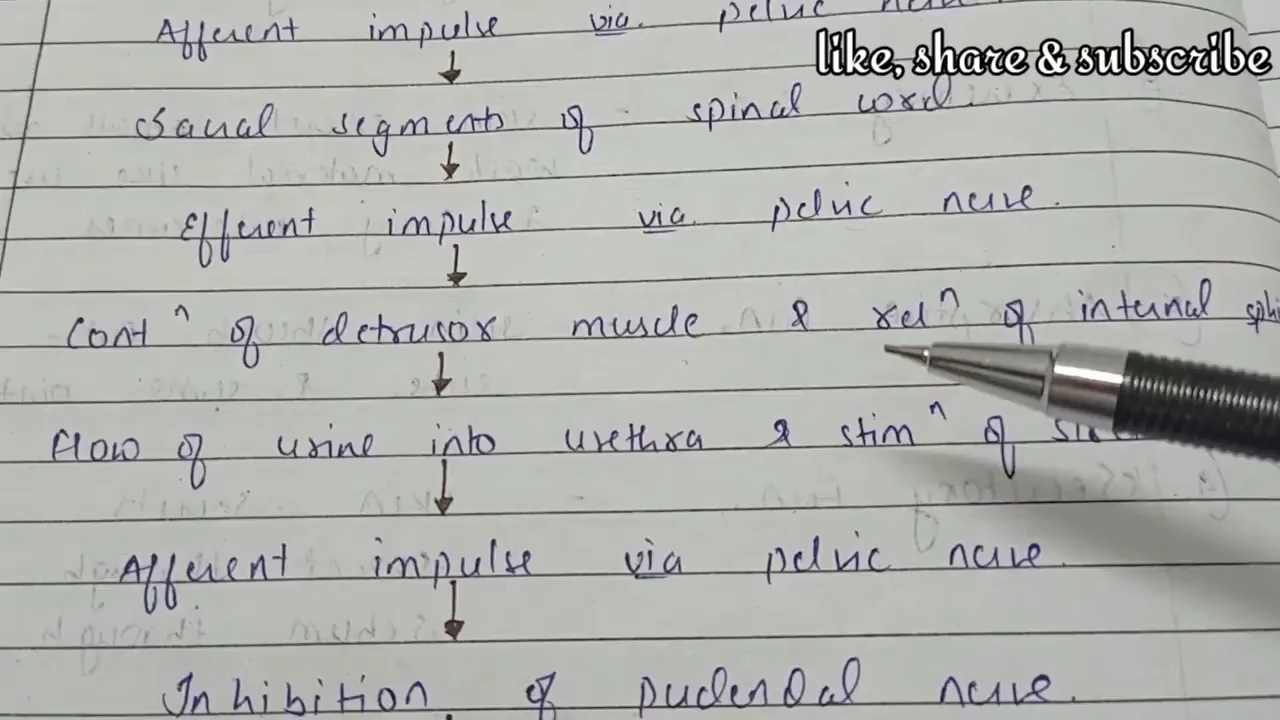 Afferent impulse via pelvic
like, share & subscribe
Sacral segments of spinal cord.
Efferent impulse via pelvic nerve.
Contⁿ of detrusor muscle & relⁿ of internal sphi
Flow of urine into urethra & stimⁿ of
Afferent impulse via pelvic nerve.
Inhibition of pudendal nerve.